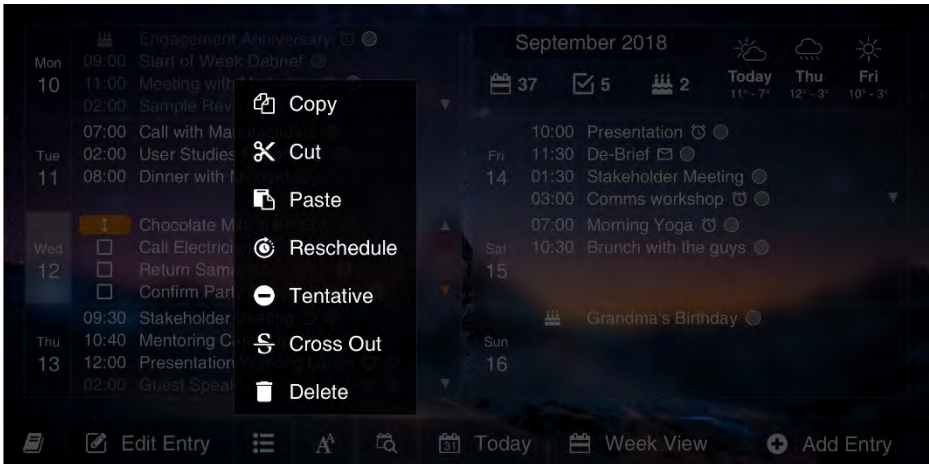 Engagement Anniversary
Mon
10
09:00 Start of Week Debrief
11:00 Meeting with
02:00 Sample Rev
Tue
11
07:00 Call with Man
02:00 User Studies
08:00 Dinner with
Wed
12
Chocolate M
Call Electrici
Return Sam
Confirm Part
Thu
13
09:30 Stakeholder
10:40 Mentoring C
12:00 Presentation
02:00 Guest Speak
Copy
Cut
Paste
Reschedule
Tentative
Cross Out
Delete
September 2018
37 5 2
Today
11° - 7°
Thu
12° - 3°
Fri
10° - 3°
Fri
14
10:00 Presentation
11:30 De-Brief
01:30 Stakeholder Meeting
03:00 Comms workshop
Sat
15
07:00 Morning Yoga
10:30 Brunch with the guys
Sun
16
Grandma's Birthday
Edit Entry
AA
31 Today
Week View
Add Entry